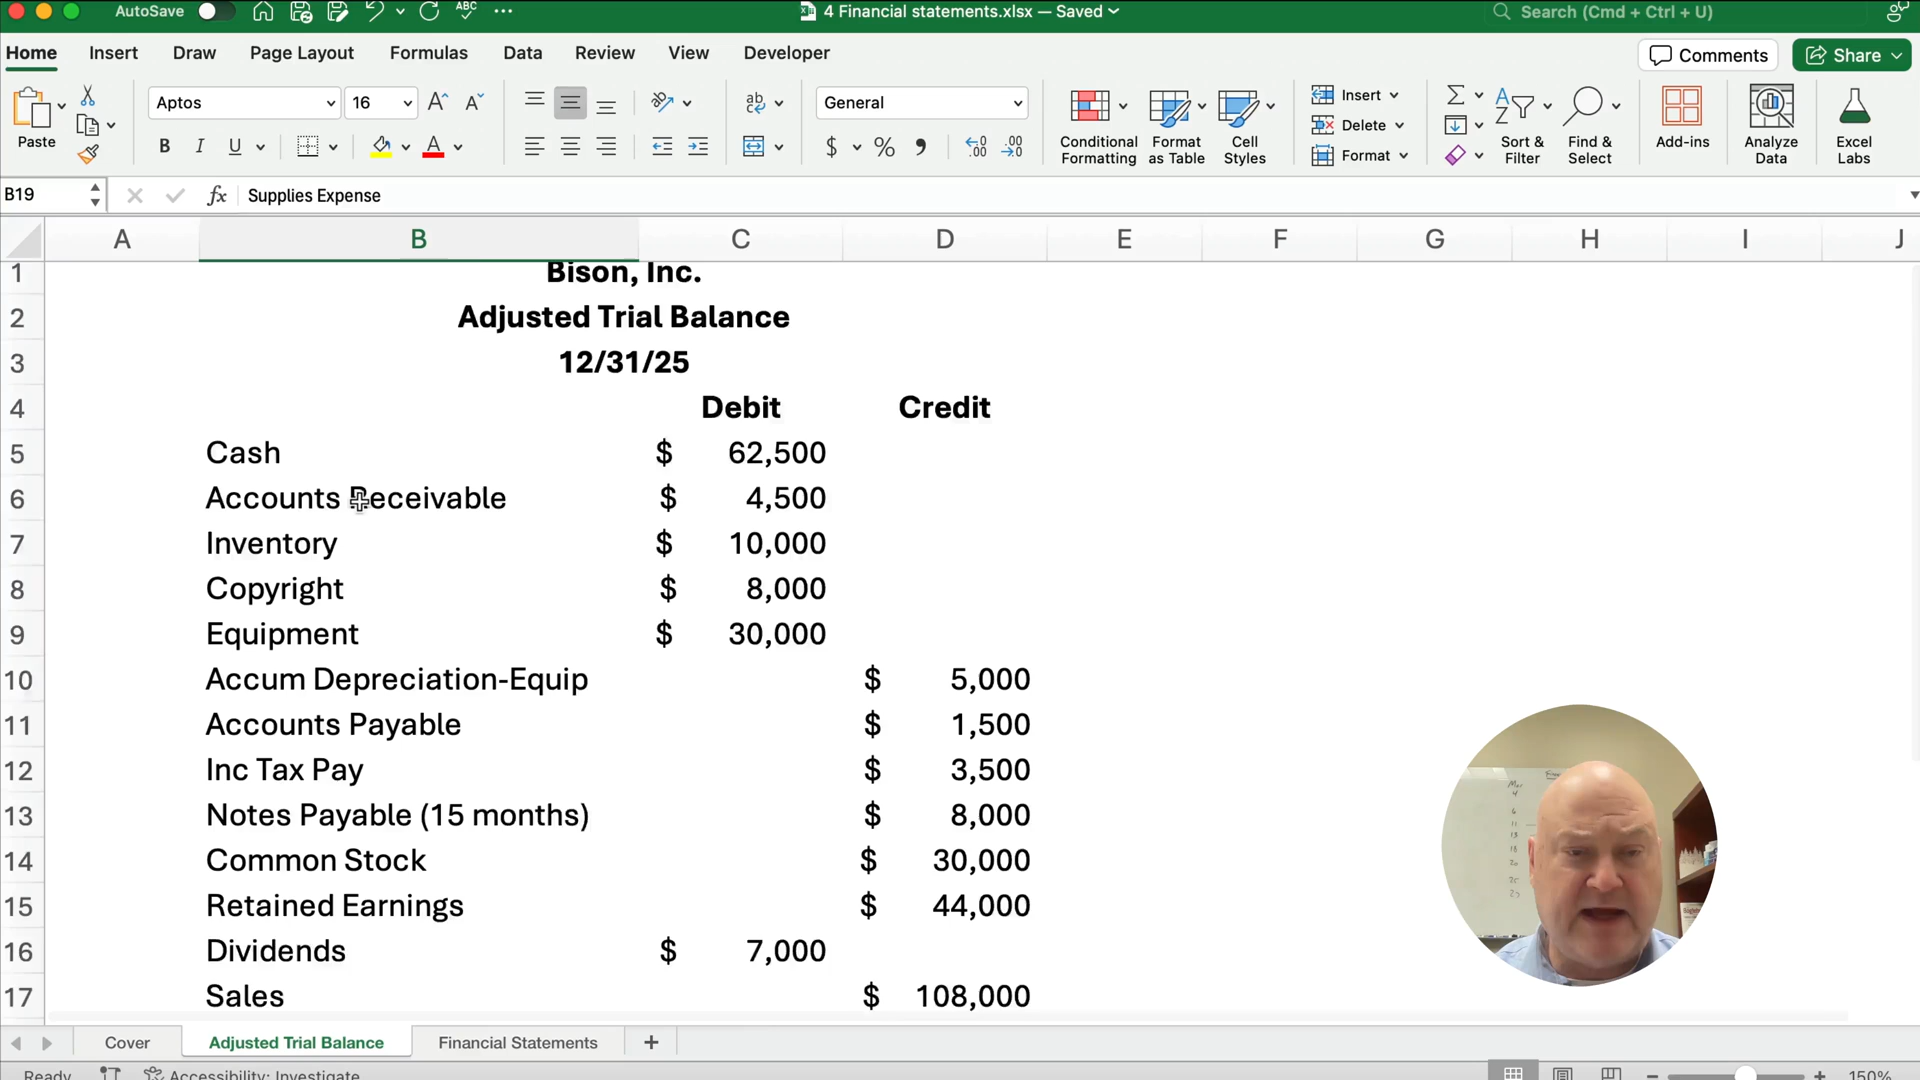 AutoSave
ABC
4 Financial statements.xlsx — Saved
Search (Cmd + Ctrl + U)
Home Insert Draw Page Layout Formulas Data Review View Developer
Comments Share
Paste
Aptos 16
B I U A
ab
General
$ % 9
Conditional Formatting
Format as Table
Cell Styles
Insert
Delete
Format
Sort & Filter
Find & Select
Add-ins
Analyze Data
Excel Labs
B19 fx Supplies Expense
A B C D E F G H I J
1 Bison, Inc.
2 Adjusted Trial Balance
3 12/31/25
4 Debit Credit
5 Cash $ 62,500
6 Accounts Receivable $ 4,500
7 Inventory $ 10,000
8 Copyright $ 8,000
9 Equipment $ 30,000
10 Accum Depreciation-Equip $ 5,000
11 Accounts Payable $ 1,500
12 Inc Tax Pay $ 3,500
13 Notes Payable (15 months) $ 8,000
14 Common Stock $ 30,000
15 Retained Earnings $ 44,000
16 Dividends $ 7,000
17 Sales $ 108,000
Cover Adjusted Trial Balance Financial Statements +
Ready Accessibility: Investigate 150%